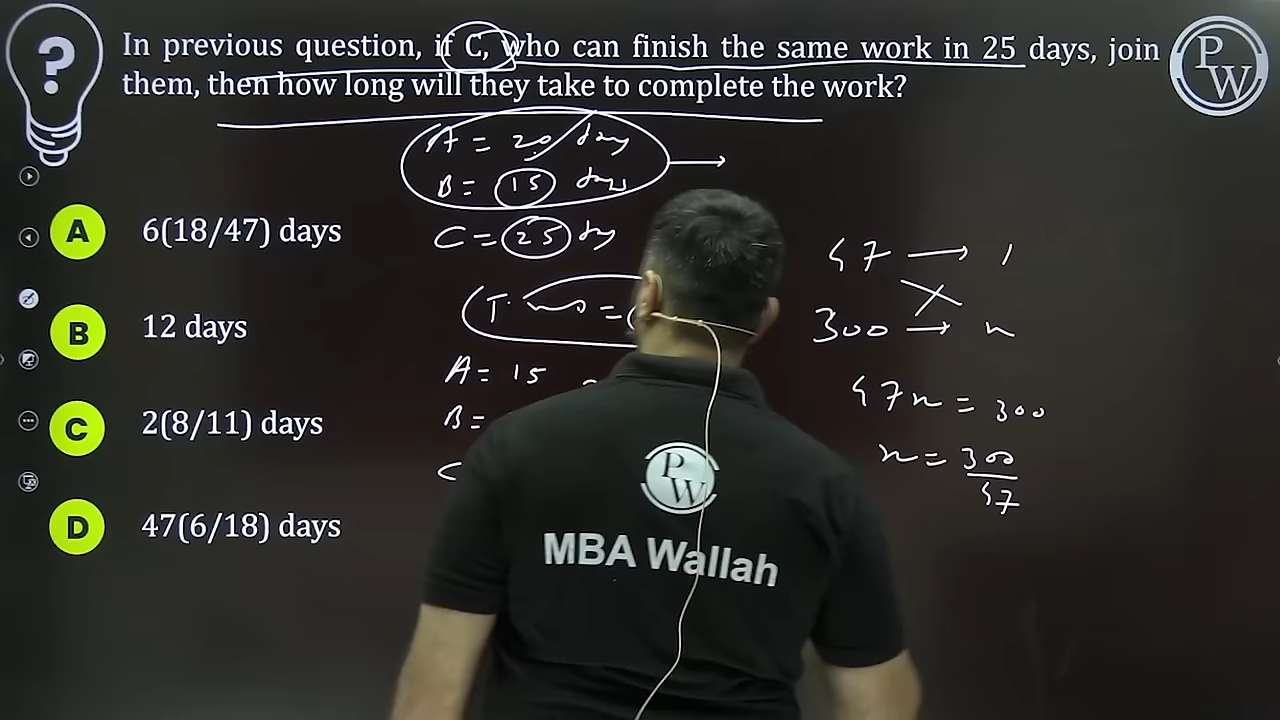 In previous question, if C, who can finish the same work in 25 days, join
them, then how long will they take to complete the work?
P
W
A = 20 days
B = 15 days
C = 25 day
A 6(18/47) days
B 12 days
C 2(8/11) days
D 47(6/18) days
T. =
A = 15
B =
C
47 → 1
300 → x
47x = 300
x = 300
47
P
W
MBA Wallah